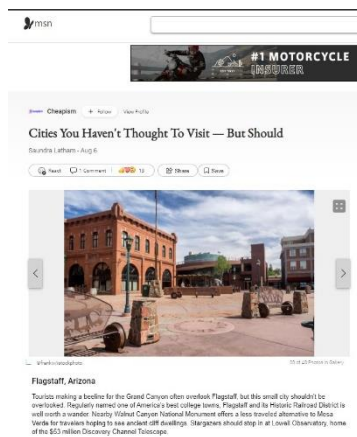 msn
#1 MOTORCYCLE
INSURER
Cheapism + Follow View Profile
Cities You Haven't Thought To Visit — But Should
Saundra Latham • Aug 6
React 1 Comment | 12 Share Save
Flagstaff, Arizona
Tourists making a beeline for the Grand Canyon often overlook Flagstaff, but this small city shouldn't be
overlooked. Regularly named one of America's best college towns, Flagstaff and its Historic Railroad District is
well worth a wander. Nearby Walnut Canyon National Monument offers a less traveled alternative to Mesa
Verde for travelers hoping to see ancient cliff dwellings. Stargazers should stop in at Lowell Observatory, home
of the $53 million Discovery Channel Telescope.